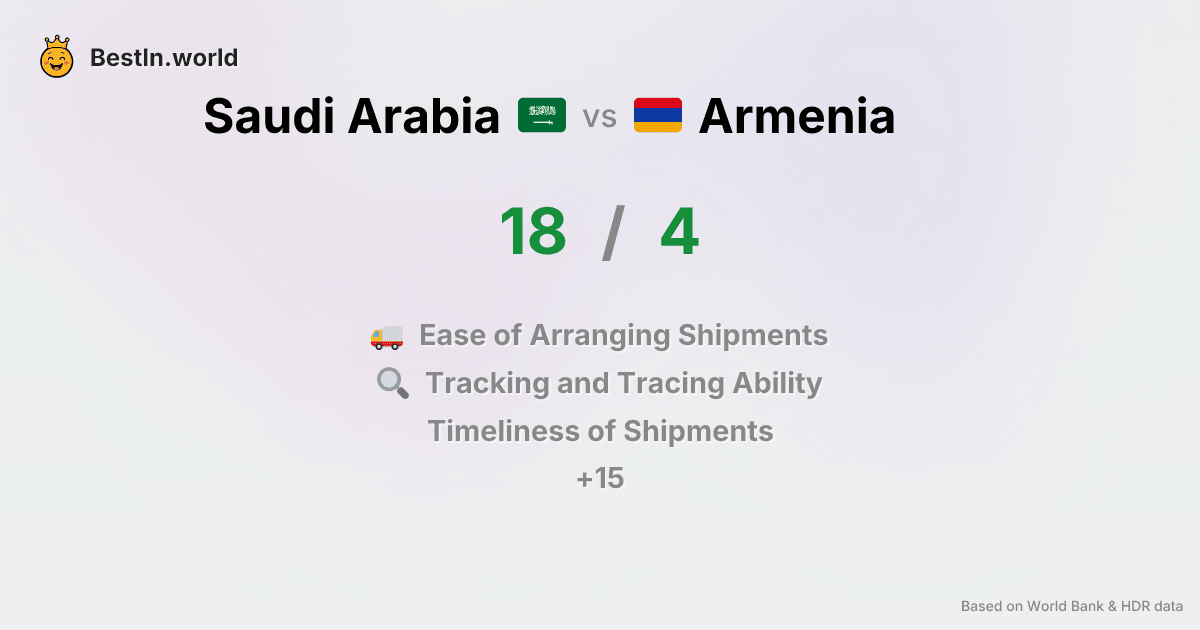 BestIn.world
Saudi Arabia vs Armenia
18 / 4
Ease of Arranging Shipments
Tracking and Tracing Ability
Timeliness of Shipments
+15
Based on World Bank & HDR data